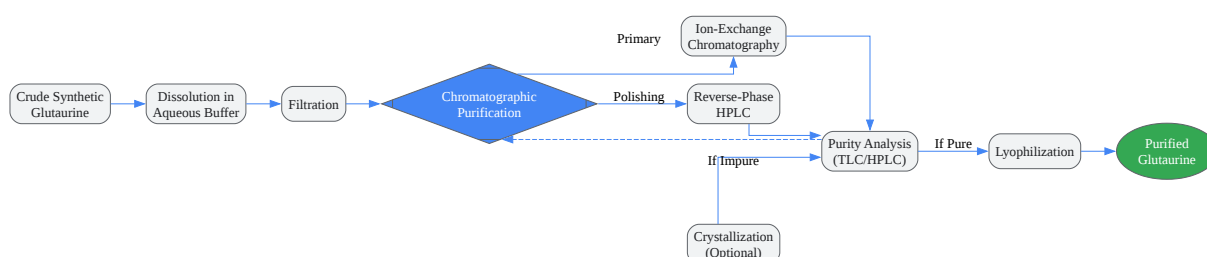 Ion-Exchange
Chromatography
Primary
Crude Synthetic
Glutaurine
Dissolution in
Aqueous Buffer
Filtration
Chromatographic
Purification
Polishing
Reverse-Phase
HPLC
Purity Analysis
(TLC/HPLC)
If Pure
Lyophilization
Purified
Glutaurine
If Impure
Crystallization
(Optional)